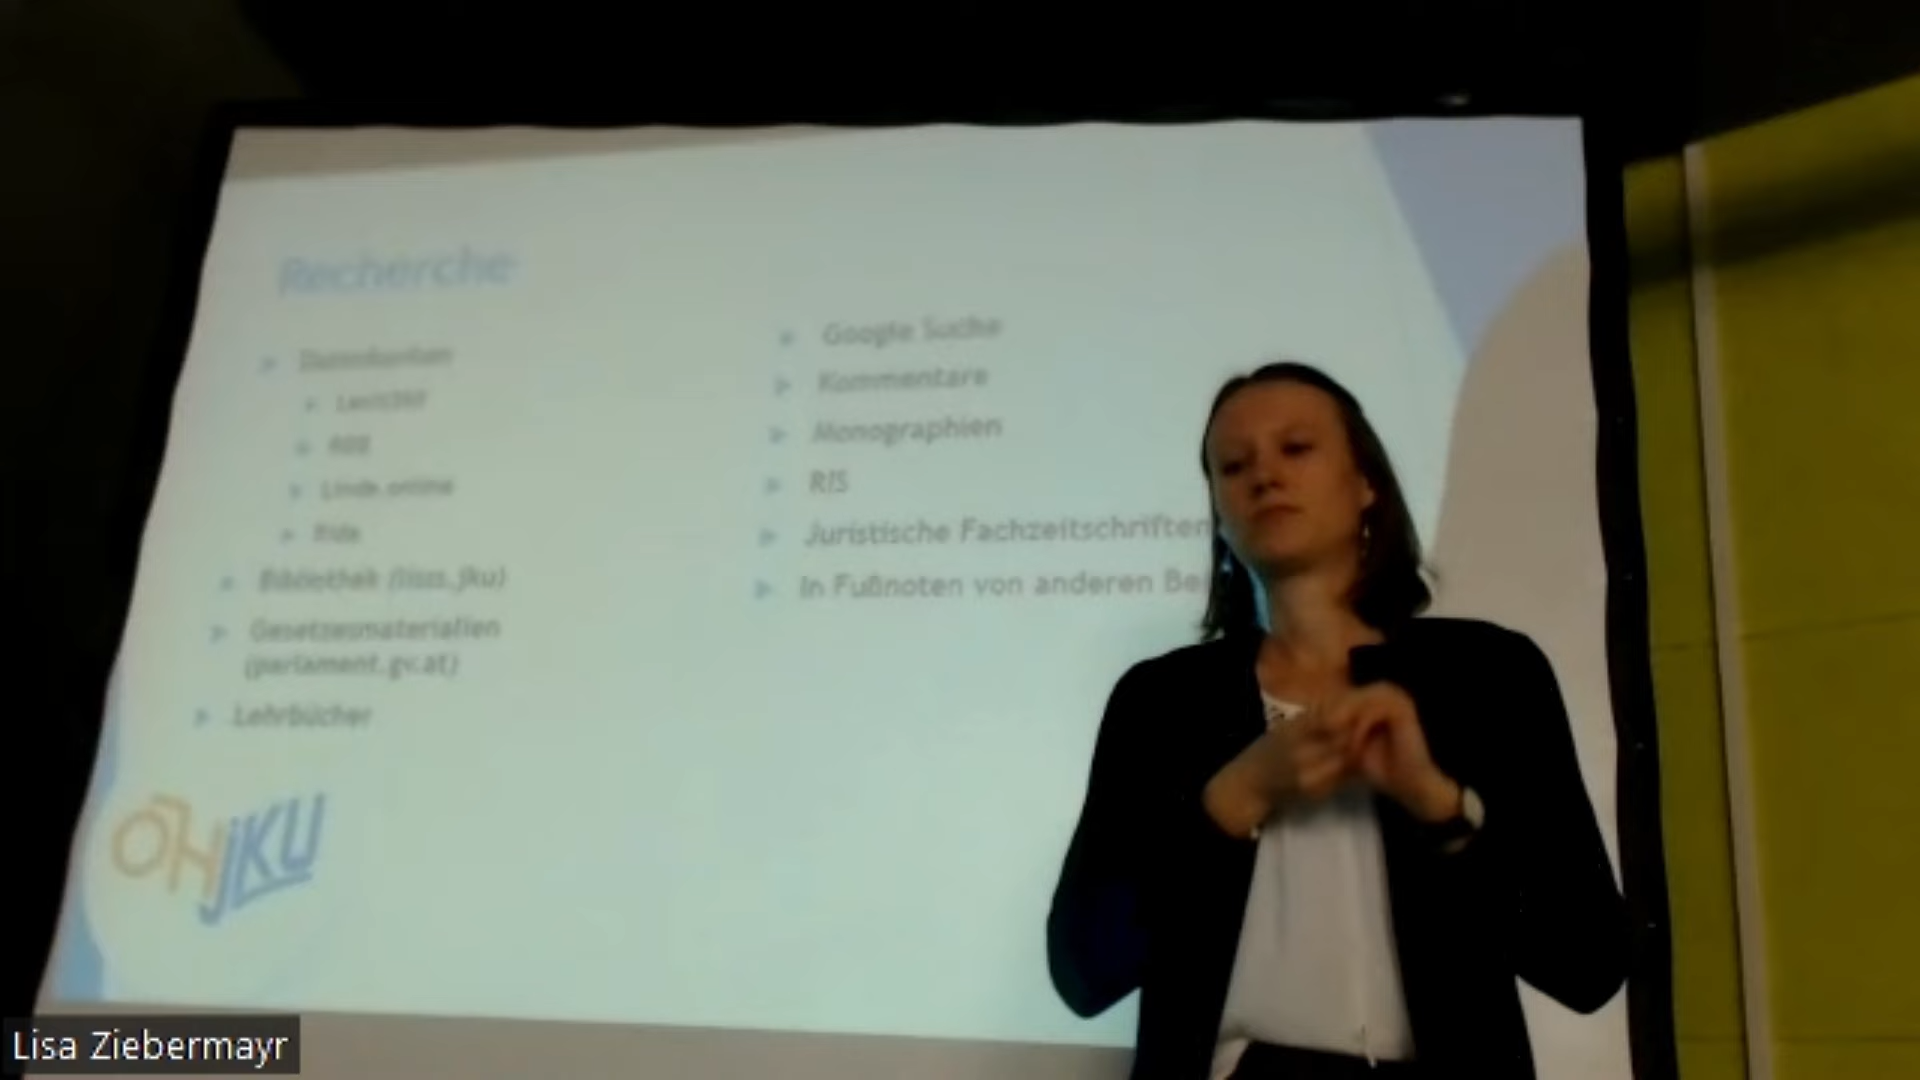 Recherche
Datenbanken
Lexis360
RDB
Linde.online
Rida
Bibliothek (lisss.jku)
Gesetzesmaterialien
(parlament.gv.at)
Lehrbücher
Google Suche
Kommentare
Monographien
RIS
Juristische Fachzeitschriften
In Fußnoten von anderen
ÖH JKU
Lisa Ziebermayr